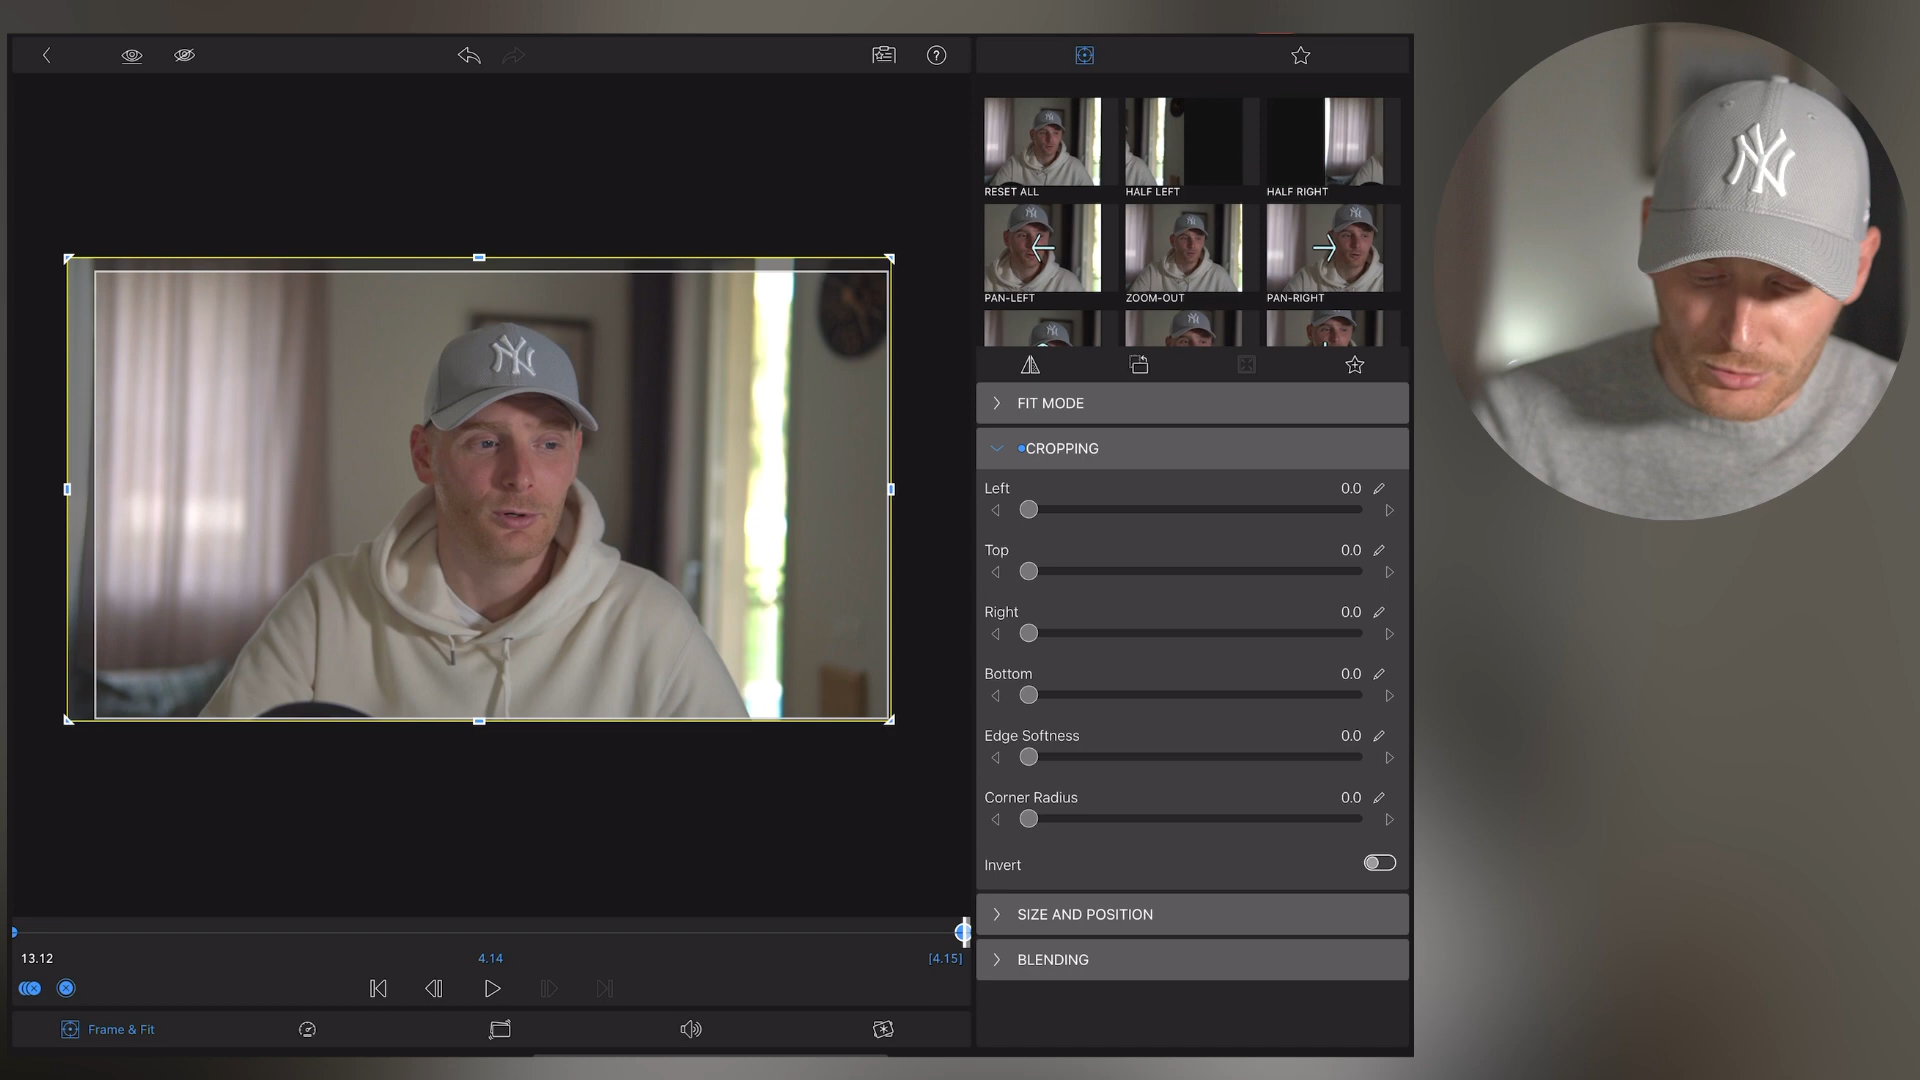 NY
RESET ALL
HALF LEFT
HALF RIGHT
PAN-LEFT
ZOOM-OUT
PAN-RIGHT
FIT MODE
CROPPING
Left 0.0
Top 0.0
Right 0.0
Bottom 0.0
Edge Softness 0.0
Corner Radius 0.0
Invert
SIZE AND POSITION
BLENDING
13.12 4.14 [4.15]
Frame & Fit
NY